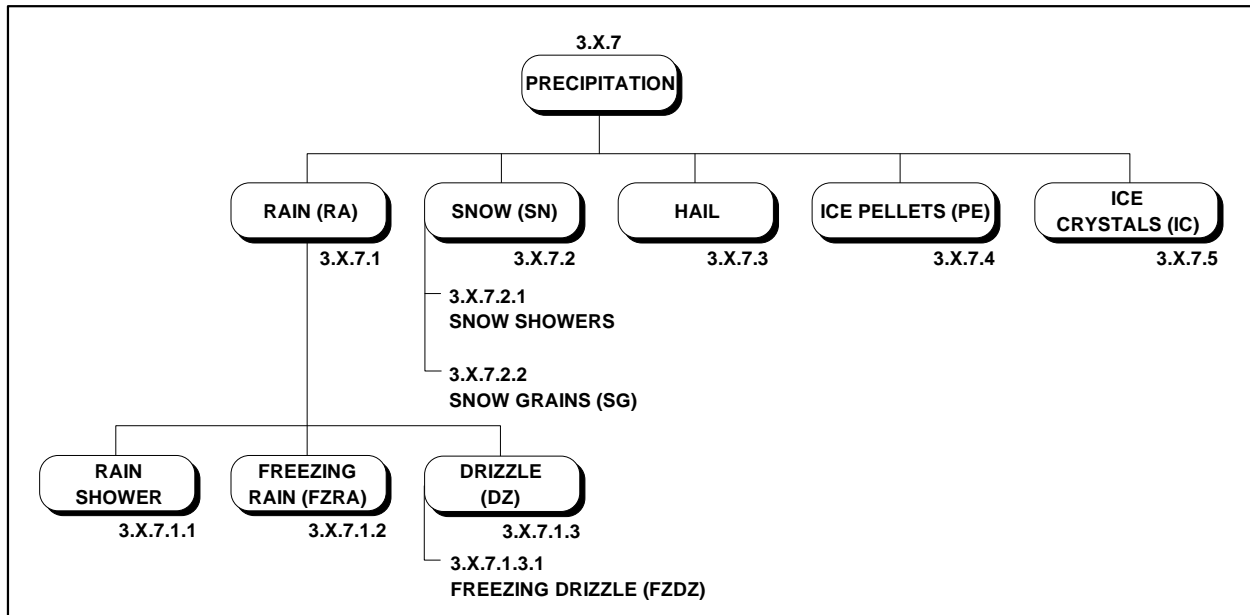 3.X.7
PRECIPITATION
RAIN (RA)
3.X.7.1
SNOW (SN)
3.X.7.2
HAIL
3.X.7.3
ICE PELLETS (PE)
3.X.7.4
ICE
CRYSTALS (IC)
3.X.7.5
3.X.7.2.1
SNOW SHOWERS
3.X.7.2.2
SNOW GRAINS (SG)
RAIN
SHOWER
3.X.7.1.1
FREEZING
RAIN (FZRA)
3.X.7.1.2
DRIZZLE
(DZ)
3.X.7.1.3
3.X.7.1.3.1
FREEZING DRIZZLE (FZDZ)